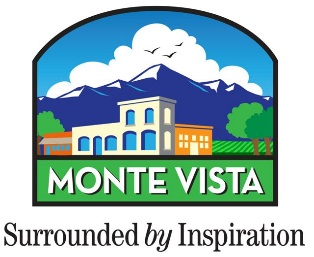 MONTE VISTA
Surrounded by Inspiration